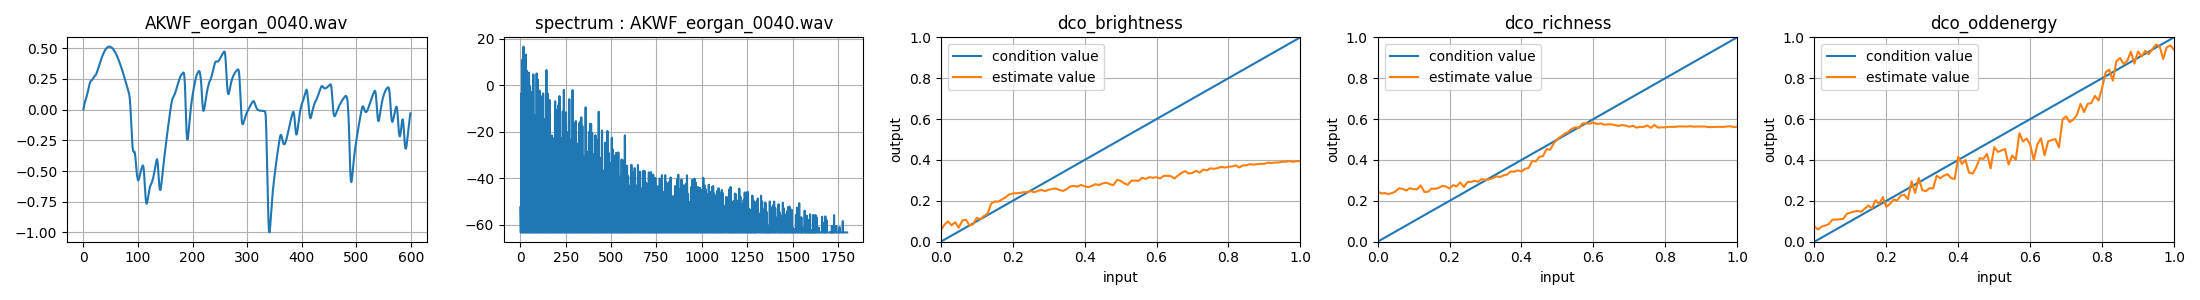 AKWF_eorgan_0040.wav
0.50
0.25
0.00
−0.25
−0.50
−0.75
−1.00
0 100 200 300 400 500 600
spectrum : AKWF_eorgan_0040.wav
20
0
−20
−40
−60
0 250 500 750 1000 1250 1500 1750
dco_brightness
condition value
estimate value
output
1.0
0.8
0.6
0.4
0.2
0.0
0.0 0.2 0.4 0.6 0.8 1.0
input
dco_richness
condition value
estimate value
output
1.0
0.8
0.6
0.4
0.2
0.0
0.0 0.2 0.4 0.6 0.8 1.0
input
dco_oddenergy
condition value
estimate value
output
1.0
0.8
0.6
0.4
0.2
0.0
0.0 0.2 0.4 0.6 0.8 1.0
input